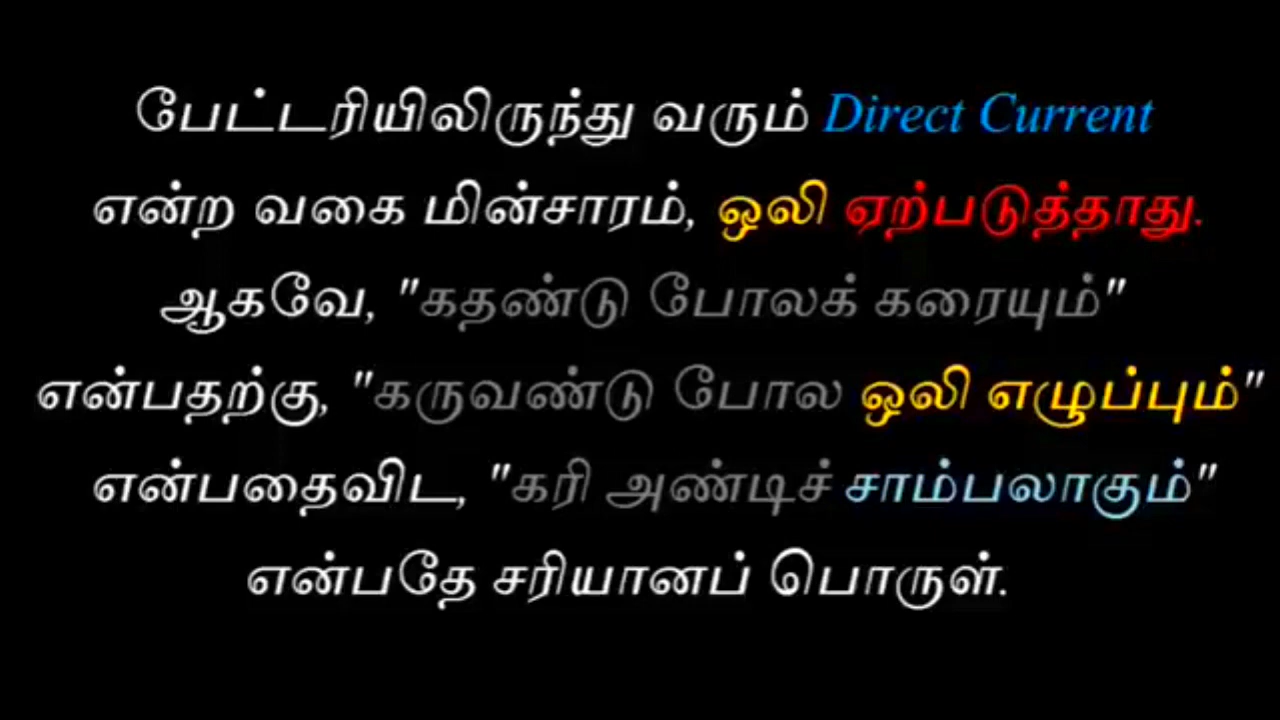 பேட்டரியிலிருந்து வரும் Direct Current
என்ற வகை மின்சாரம், ஒலி ஏற்படுத்தாது.
ஆகவே, "கதண்டு போலக் கரையும்"
என்பதற்கு, "கருவண்டு போல ஒலி எழுப்பும்"
என்பதைவிட, "கரி அண்டிச் சாம்பலாகும்"
என்பதே சரியானப் பொருள்.